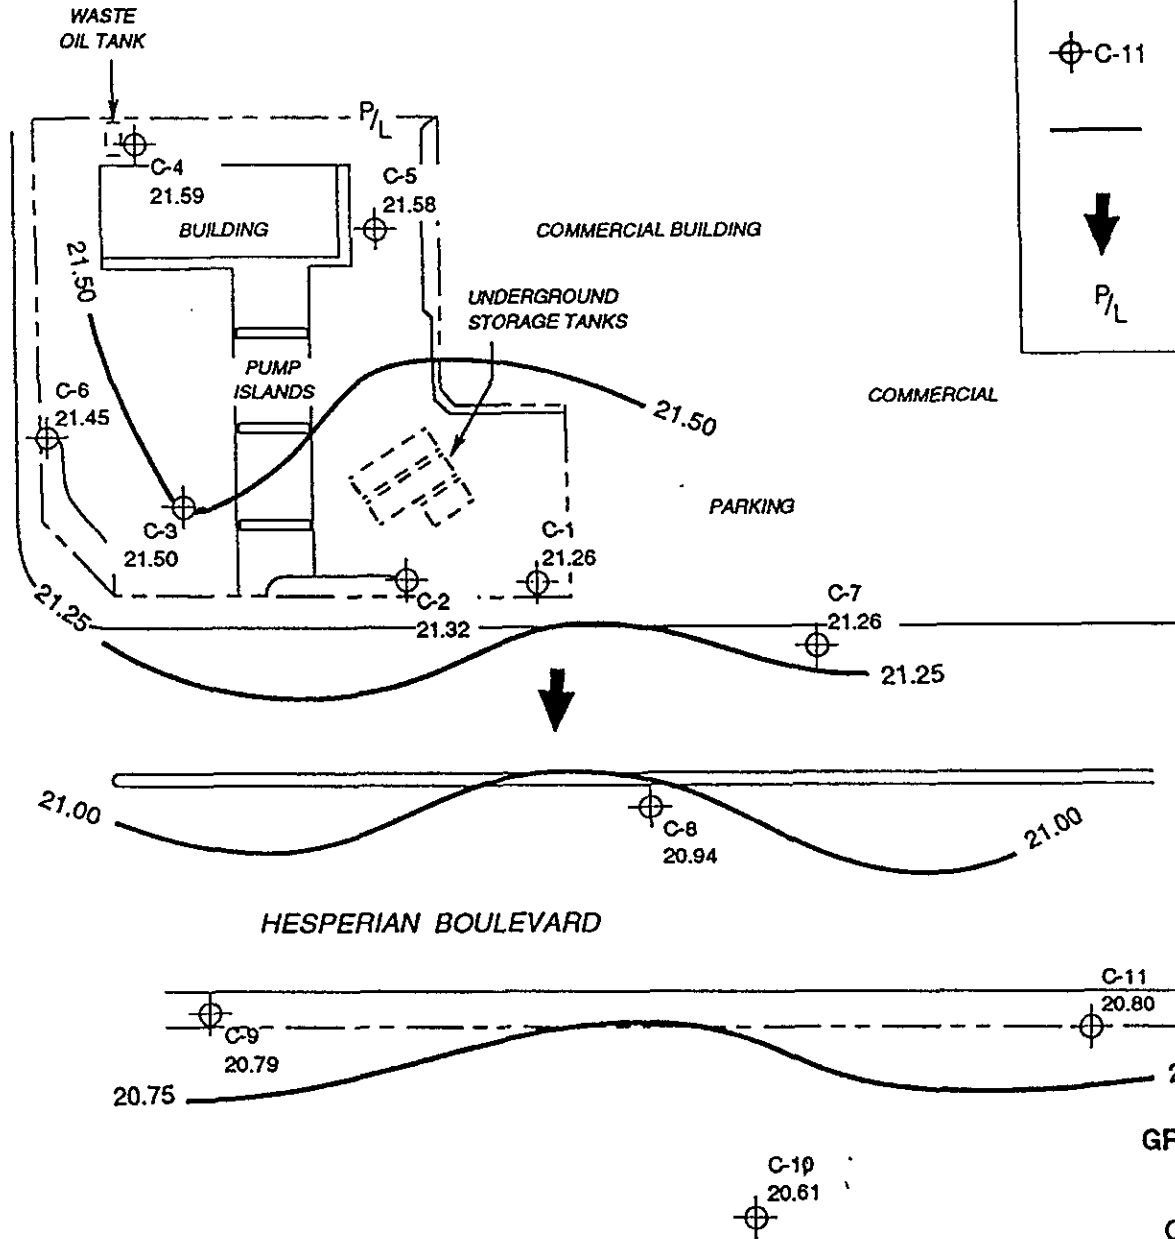 WASTE
OIL TANK
C-11
P/L
P/L
C-4
21.59
C-5
21.58
BUILDING
COMMERCIAL BUILDING
21.50
UNDERGROUND
STORAGE TANKS
PUMP
ISLANDS
C-6
21.45
COMMERCIAL
21.50
PARKING
C-3
21.50
C-1
21.26
C-2
21.32
C-7
21.26
21.25
21.25
21.00
C-8
20.94
21.00
HESPERIAN BOULEVARD
C-11
20.80
C-9
20.79
20.75
C-10
20.61